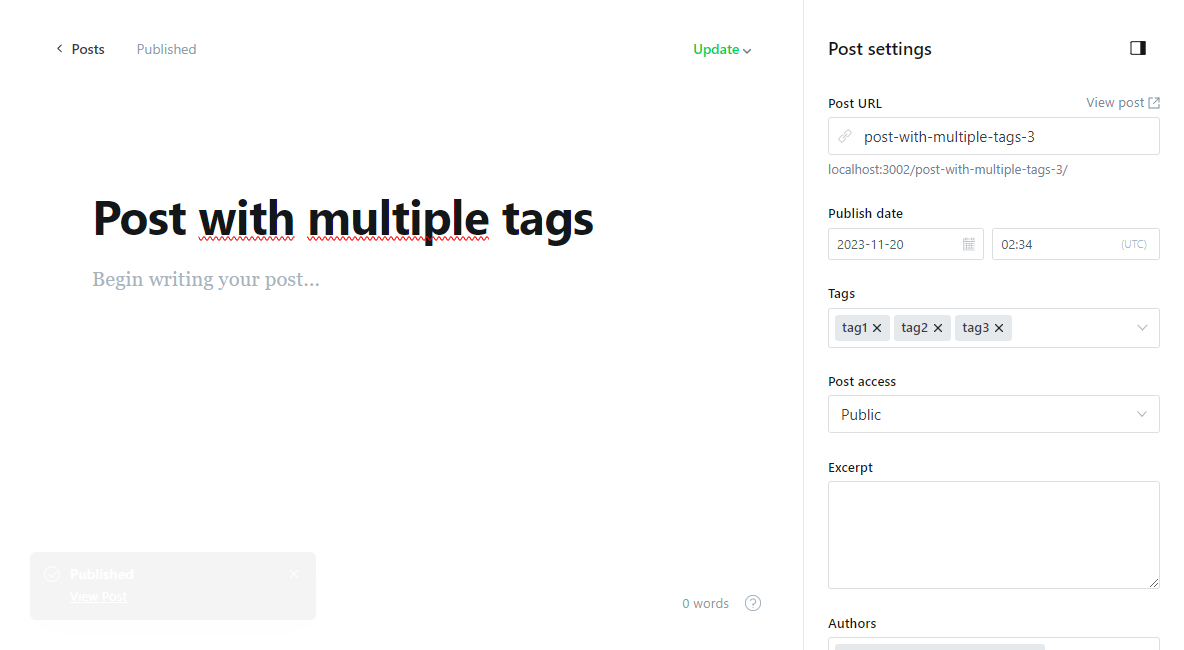 Posts
Published
Update
Post with multiple tags
Begin writing your post...
Published
View Post
0 words
?
Post settings
Post URL
View post
post-with-multiple-tags-3
localhost:3002/post-with-multiple-tags-3/
Publish date
2023-11-20
02:34
(UTC)
Tags
tag1 tag2 tag3
Post access
Public
Excerpt
Authors